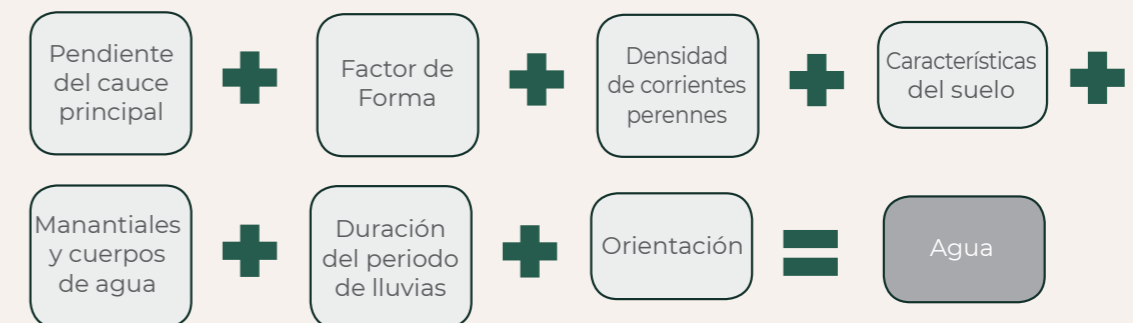 Pendiente
del cauce
principal
Factor de
Forma
Densidad
de corrientes
perennes
Características
del suelo
Manantiales
y cuerpos
de agua
Duración
del periodo
de lluvias
Orientación
Agua